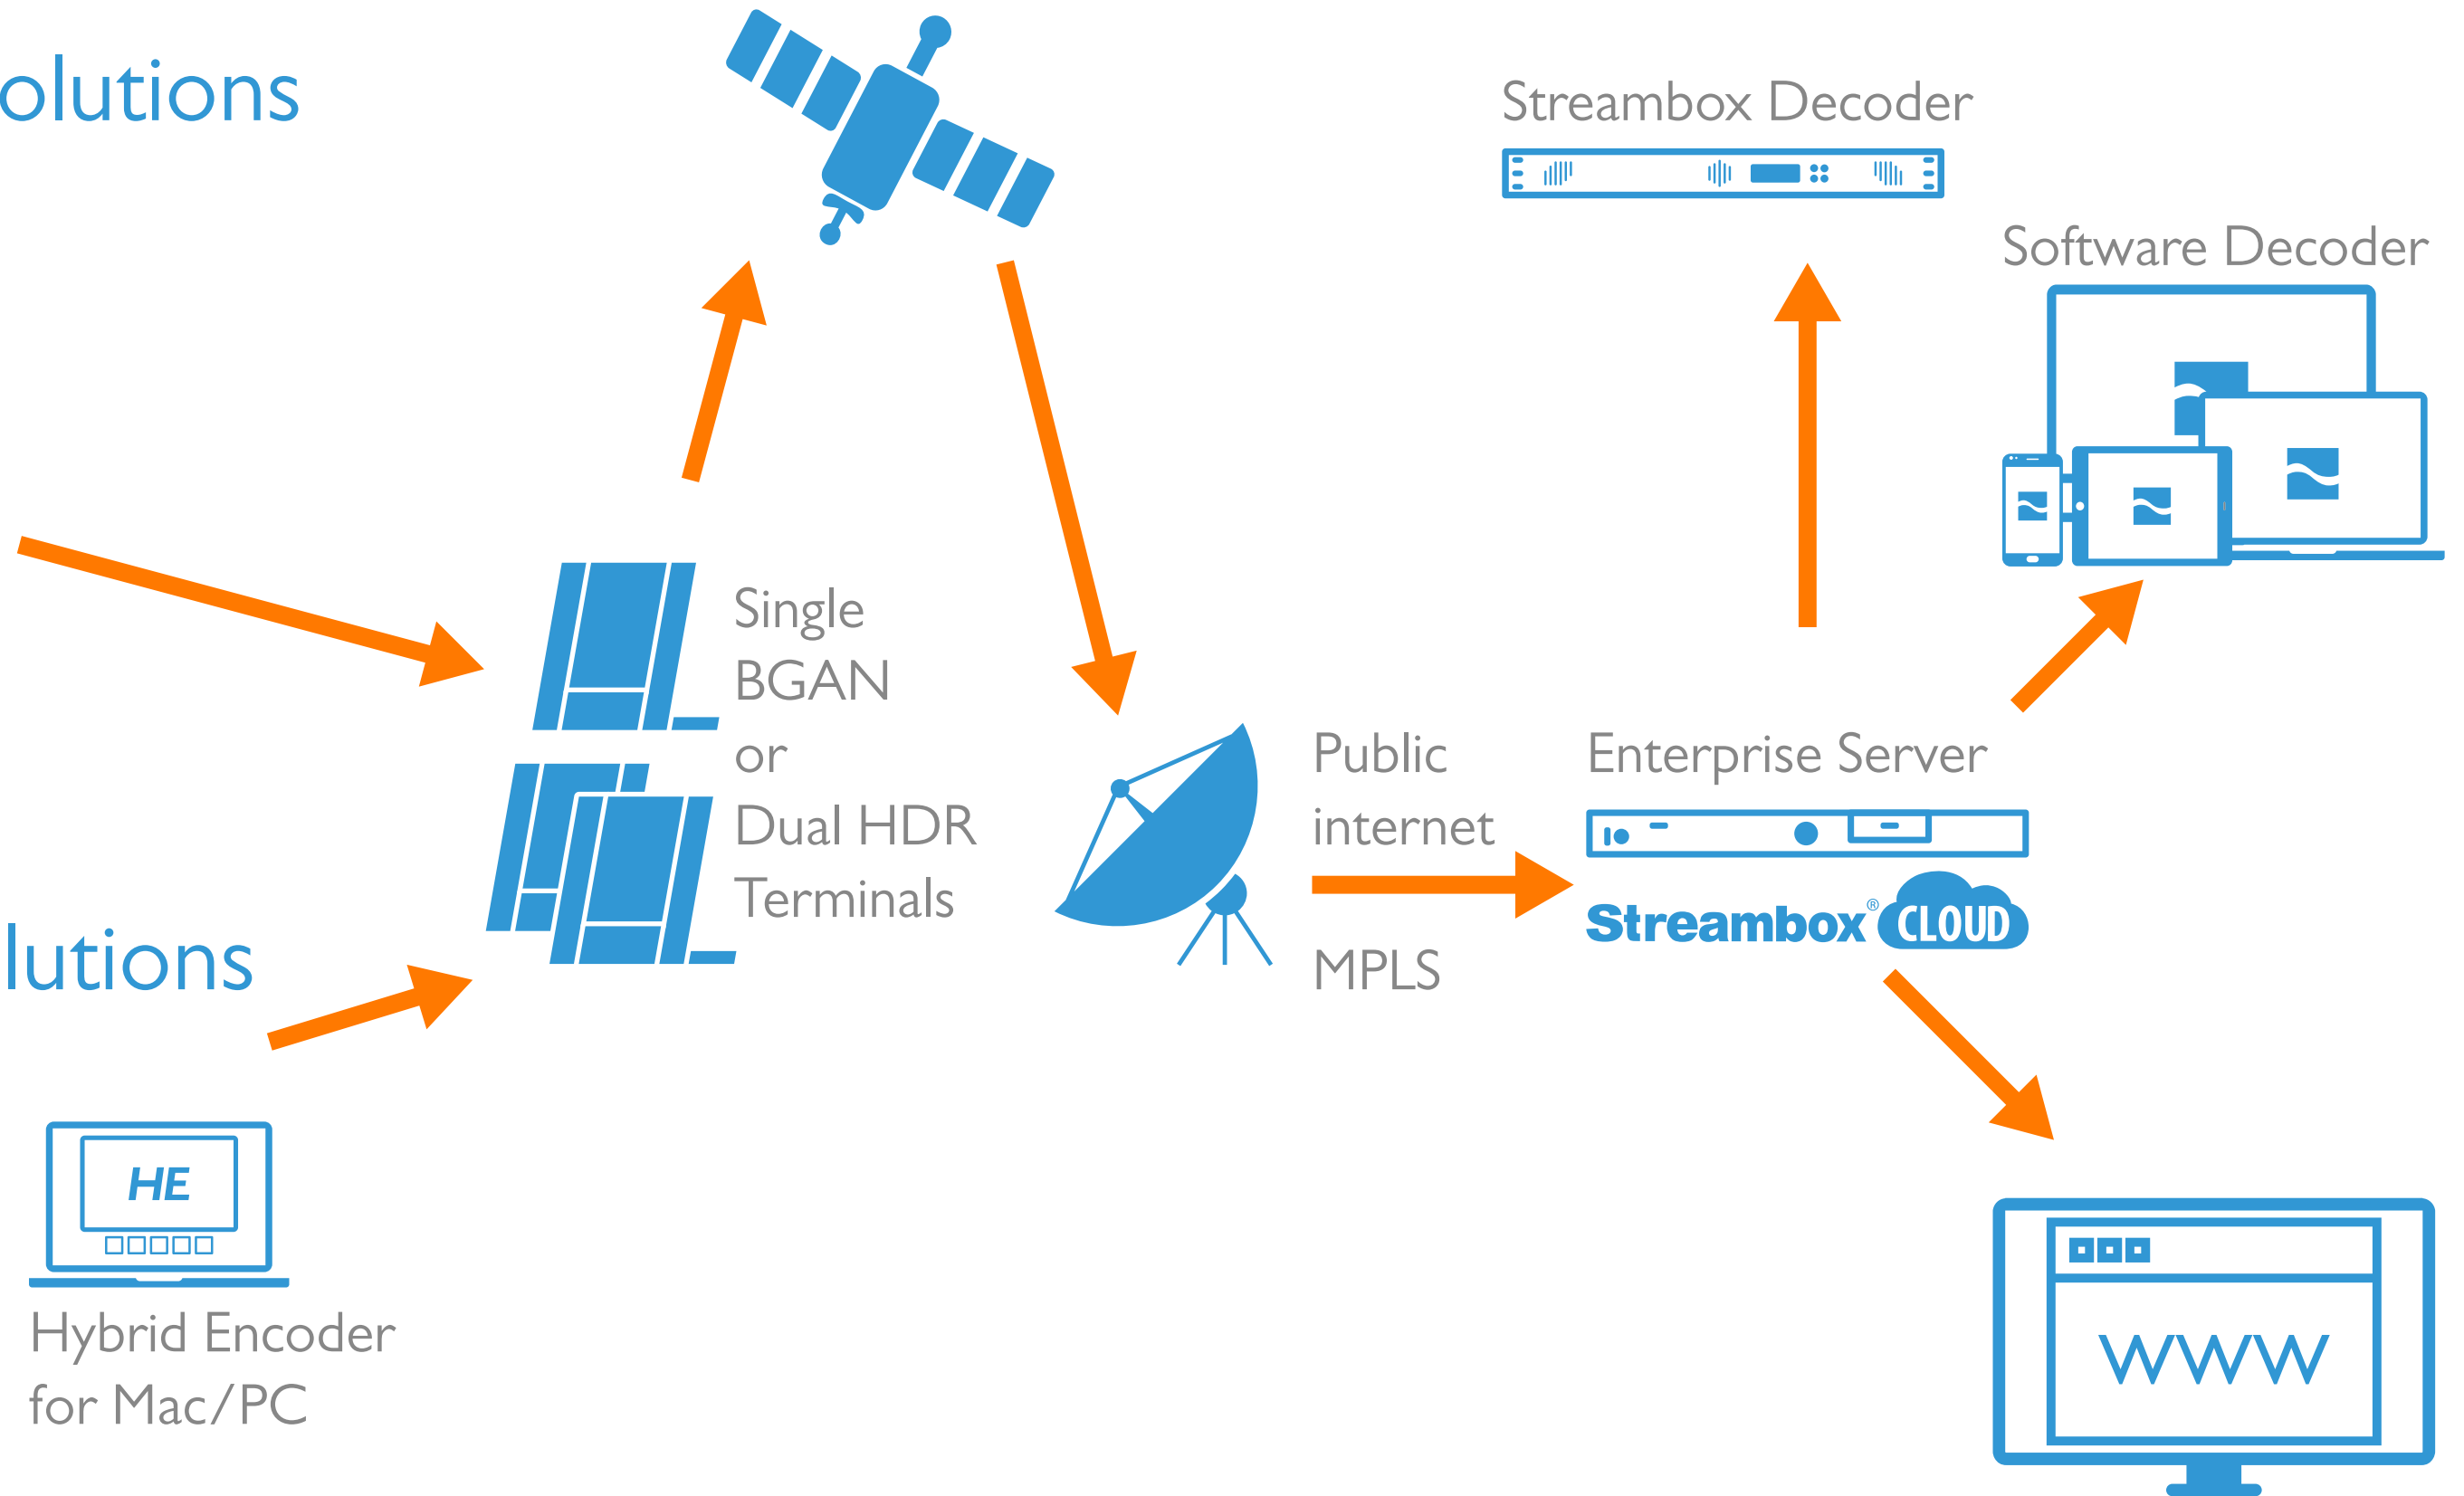 olutions
Streambox Decoder
Software Decoder
Single
BGAN
or
Dual HDR
Terminals
Public
internet
MPLS
Enterprise Server
Streambox® CLOUD
lutions
HE
Hybrid Encoder
for Mac/PC
www